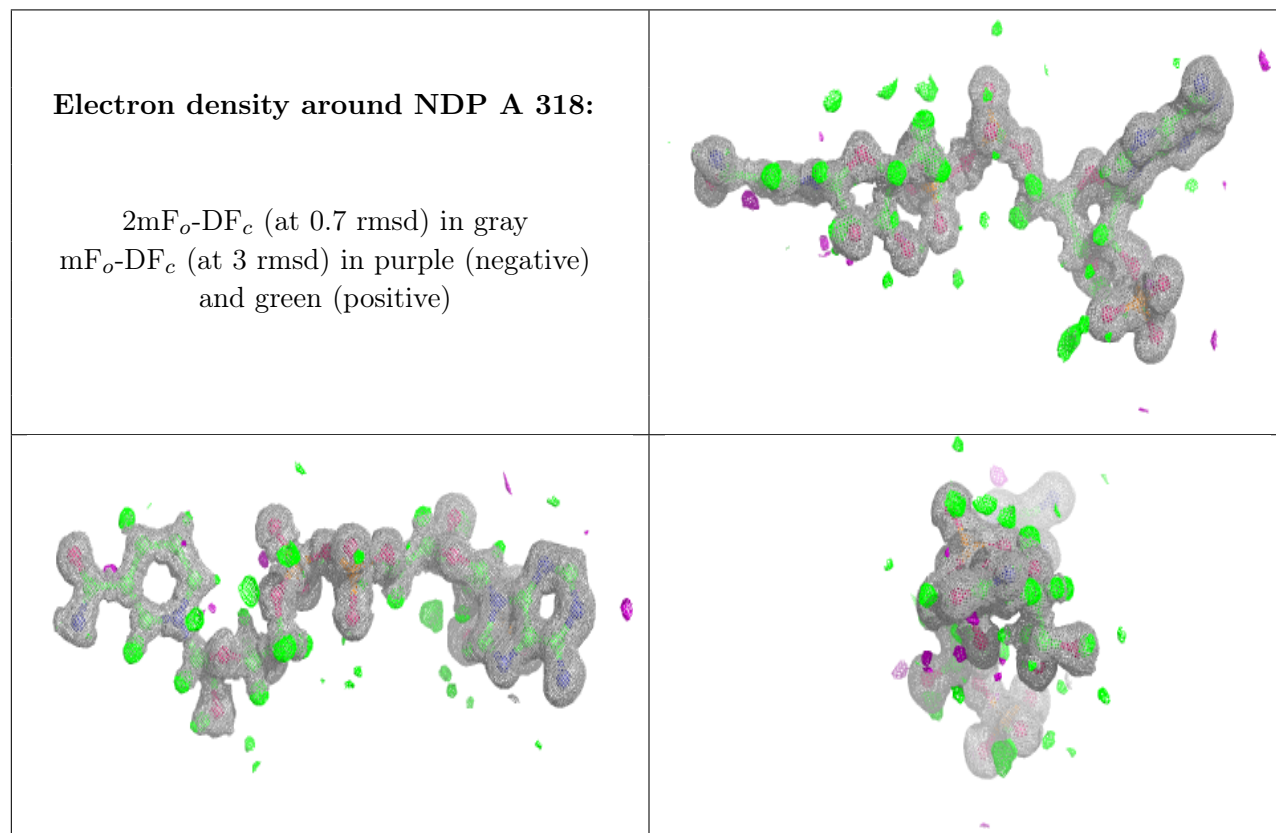 Electron density around NDP A 318:
2mFₒ-DF𝒸 (at 0.7 rmsd) in gray
mFₒ-DF𝒸 (at 3 rmsd) in purple (negative)
and green (positive)